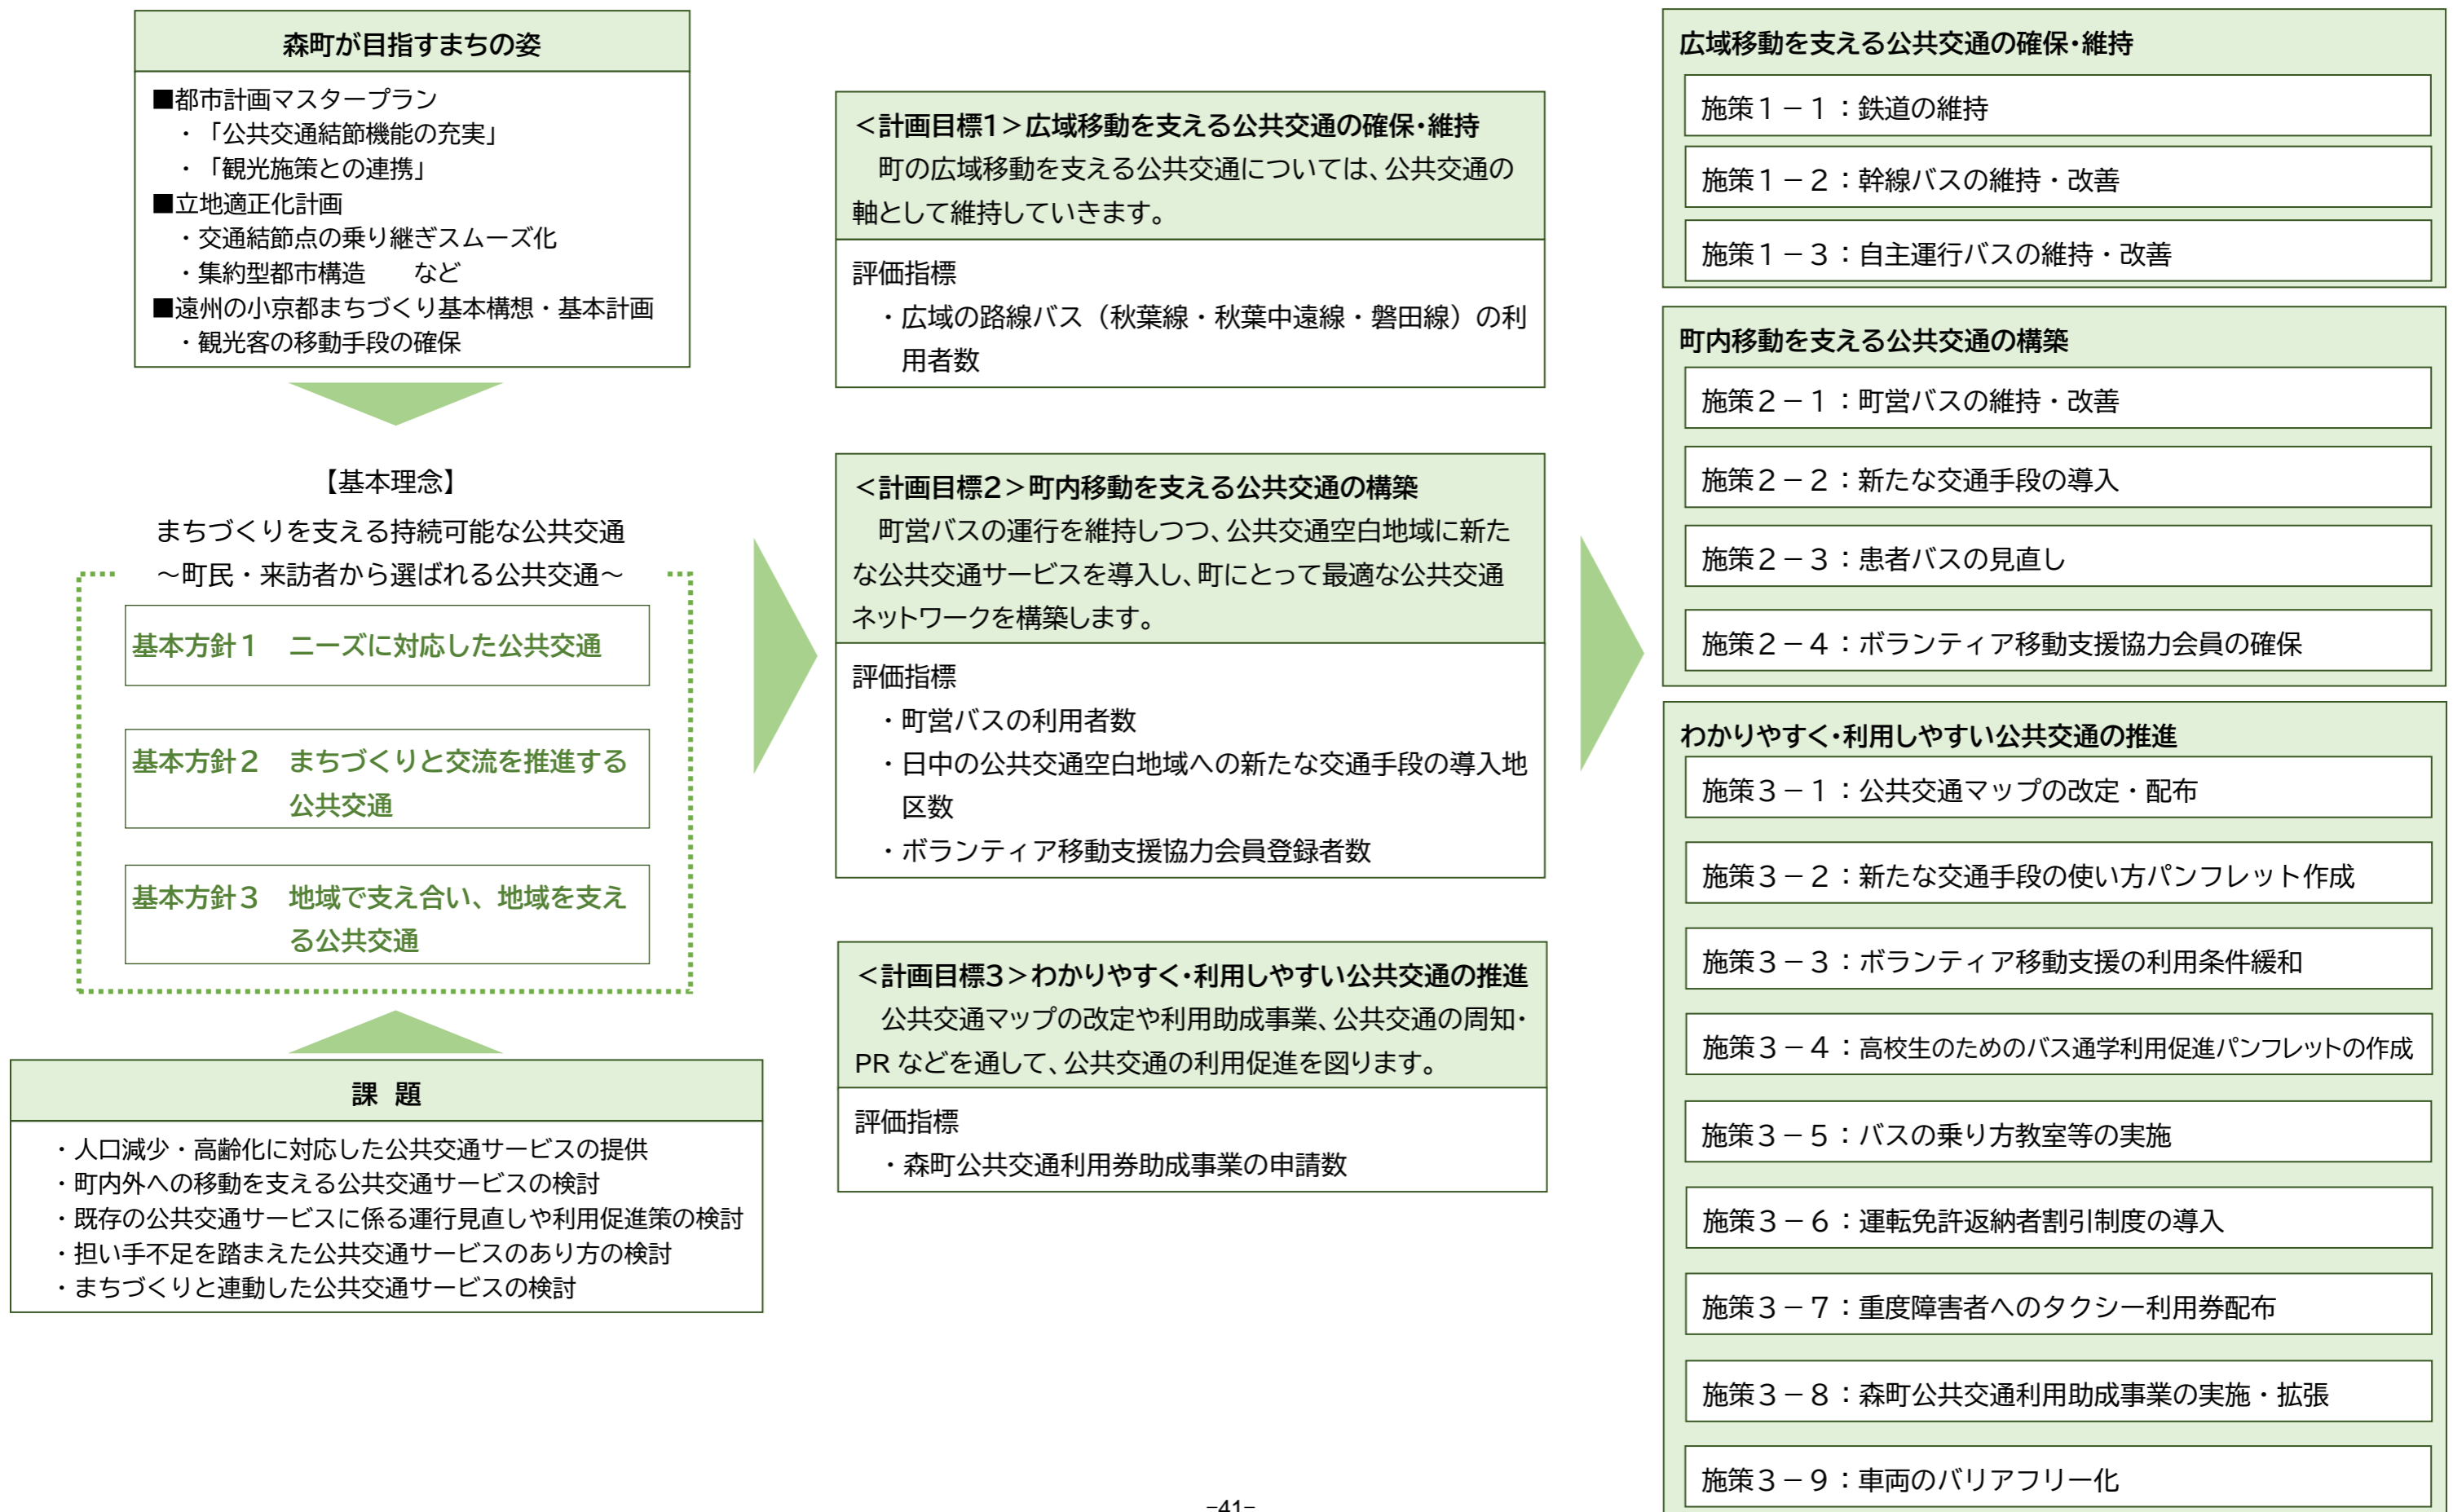 森町が目指すまちの姿
■都市計画マスタープラン
・「公共交通結節機能の充実」
・「観光施策との連携」
■立地適正化計画
・交通結節点の乗り継ぎスムーズ化
・集約型都市構造　　など
■遠州の小京都まちづくり基本構想・基本計画
・観光客の移動手段の確保
【基本理念】
まちづくりを支える持続可能な公共交通
～町民・来訪者から選ばれる公共交通～
基本方針１　ニーズに対応した公共交通
基本方針２　まちづくりと交流を推進する
公共交通
基本方針３　地域で支え合い、地域を支え
る公共交通
課 題
・人口減少・高齢化に対応した公共交通サービスの提供
・町内外への移動を支える公共交通サービスの検討
・既存の公共交通サービスに係る運行見直しや利用促進策の検討
・担い手不足を踏まえた公共交通サービスのあり方の検討
・まちづくりと連動した公共交通サービスの検討
＜計画目標1＞広域移動を支える公共交通の確保・維持
町の広域移動を支える公共交通については、公共交通の
軸として維持していきます。
評価指標
・広域の路線バス（秋葉線・秋葉中遠線・磐田線）の利
用者数
＜計画目標2＞町内移動を支える公共交通の構築
町営バスの運行を維持しつつ、公共交通空白地域に新た
な公共交通サービスを導入し、町にとって最適な公共交通
ネットワークを構築します。
評価指標
・町営バスの利用者数
・日中の公共交通空白地域への新たな交通手段の導入地
区数
・ボランティア移動支援協力会員登録者数
＜計画目標3＞わかりやすく・利用しやすい公共交通の推進
公共交通マップの改定や利用助成事業、公共交通の周知・
PR などを通して、公共交通の利用促進を図ります。
評価指標
・森町公共交通利用券助成事業の申請数
広域移動を支える公共交通の確保・維持
施策１－１：鉄道の維持
施策１－２：幹線バスの維持・改善
施策１－３：自主運行バスの維持・改善
町内移動を支える公共交通の構築
施策２－１：町営バスの維持・改善
施策２－２：新たな交通手段の導入
施策２－３：患者バスの見直し
施策２－４：ボランティア移動支援協力会員の確保
わかりやすく・利用しやすい公共交通の推進
施策３－１：公共交通マップの改定・配布
施策３－２：新たな交通手段の使い方パンフレット作成
施策３－３：ボランティア移動支援の利用条件緩和
施策３－４：高校生のためのバス通学利用促進パンフレットの作成
施策３－５：バスの乗り方教室等の実施
施策３－６：運転免許返納者割引制度の導入
施策３－７：重度障害者へのタクシー利用券配布
施策３－８：森町公共交通利用助成事業の実施・拡張
施策３－９：車両のバリアフリー化
−41−